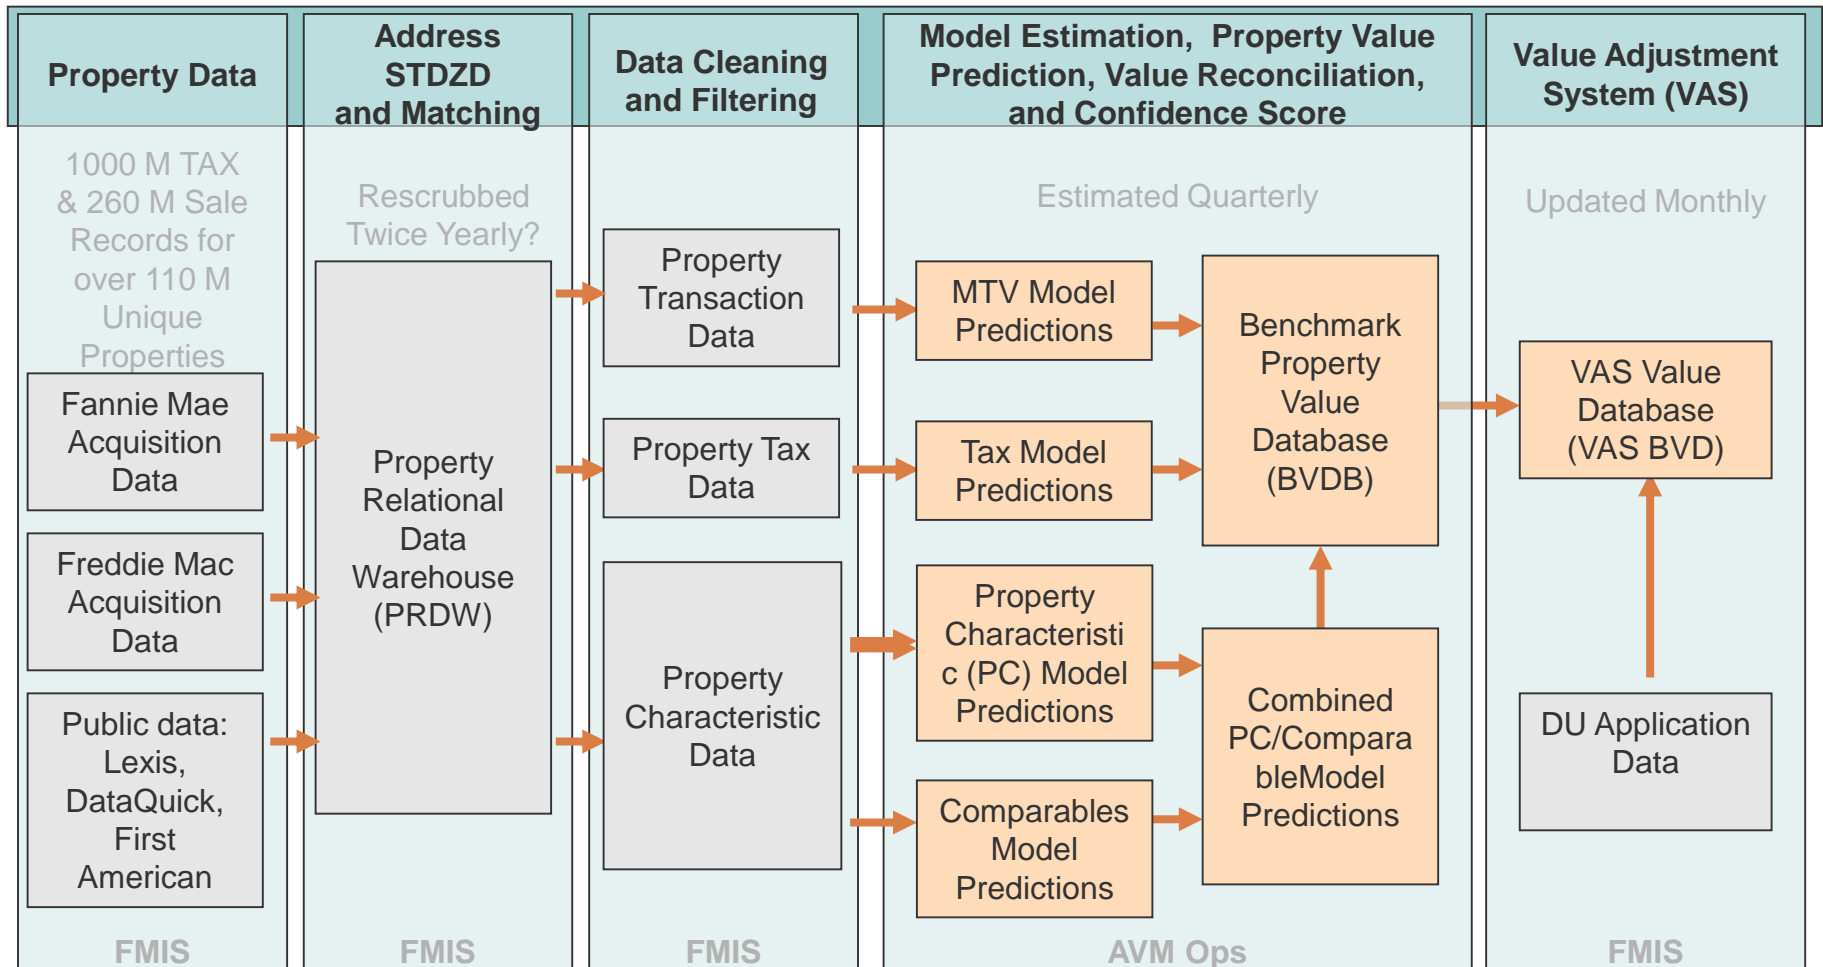 Property Data
Address
STDZD
and Matching
Data Cleaning
and Filtering
Model Estimation, Property Value
Prediction, Value Reconciliation,
and Confidence Score
Value Adjustment
System (VAS)
1000 M TAX
& 260 M Sale
Records for
over 110 M
Unique
Properties
Fannie Mae
Acquisition
Data
Freddie Mac
Acquisition
Data
Public data:
Lexis,
DataQuick,
First
American
FMIS
Rescrubbed
Twice Yearly?
Property
Relational
Data
Warehouse
(PRDW)
FMIS
Property
Transaction
Data
Property Tax
Data
Property
Characteristic
Data
FMIS
Estimated Quarterly
MTV Model
Predictions
Tax Model
Predictions
Property
Characteristi
c (PC) Model
Predictions
Comparables
Model
Predictions
Benchmark
Property
Value
Database
(BVDB)
Combined
PC/Compara
bleModel
Predictions
AVM Ops
Updated Monthly
VAS Value
Database
(VAS BVD)
DU Application
Data
FMIS